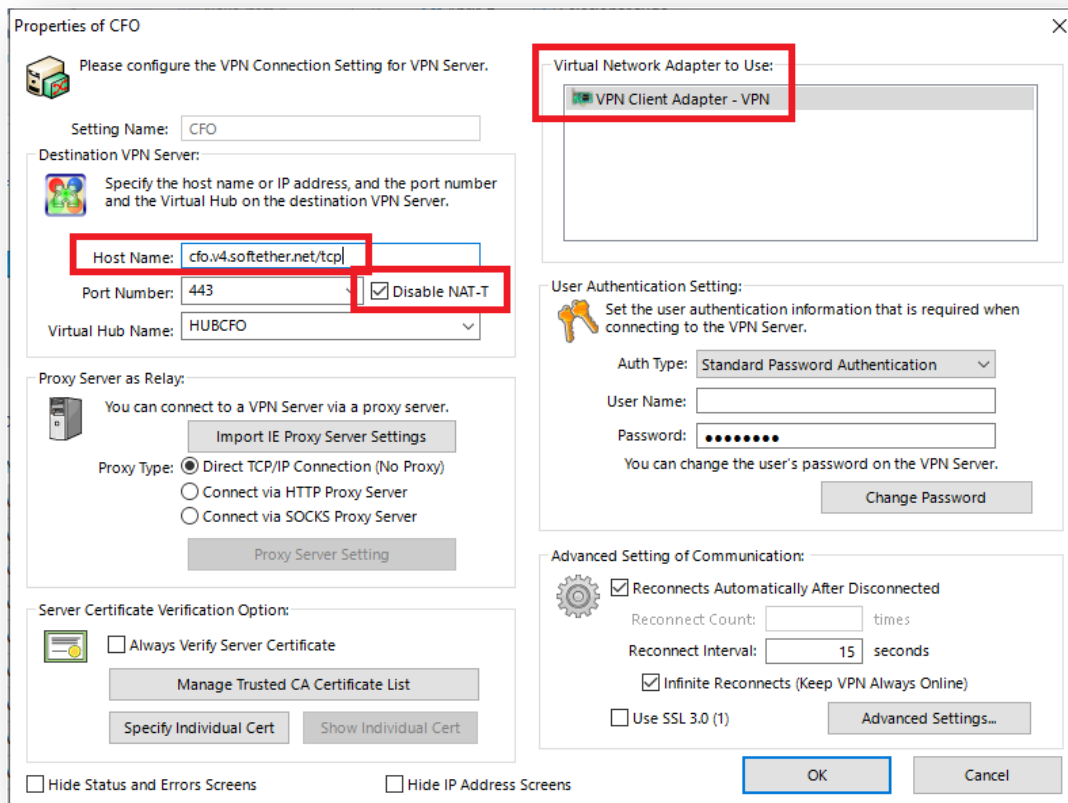 Properties of CFO
Please configure the VPN Connection Setting for VPN Server.
Setting Name: CFO
Destination VPN Server:
Specify the host name or IP address, and the port number
and the Virtual Hub on the destination VPN Server.
Host Name: cfo.v4.softether.net/tcp
Port Number: 443 Disable NAT-T
Virtual Hub Name: HUBCFO
Proxy Server as Relay:
You can connect to a VPN Server via a proxy server.
Import IE Proxy Server Settings
Proxy Type: Direct TCP/IP Connection (No Proxy)
Connect via HTTP Proxy Server
Connect via SOCKS Proxy Server
Proxy Server Setting
Server Certificate Verification Option:
Always Verify Server Certificate
Manage Trusted CA Certificate List
Specify Individual Cert Show Individual Cert
Hide Status and Errors Screens Hide IP Address Screens
Virtual Network Adapter to Use:
VPN Client Adapter - VPN
User Authentication Setting:
Set the user authentication information that is required when
connecting to the VPN Server.
Auth Type: Standard Password Authentication
User Name:
Password: ●●●●●●●●
You can change the user's password on the VPN Server.
Change Password
Advanced Setting of Communication:
Reconnects Automatically After Disconnected
Reconnect Count: times
Reconnect Interval: 15 seconds
Infinite Reconnects (Keep VPN Always Online)
Use SSL 3.0 (1) Advanced Settings...
OK Cancel